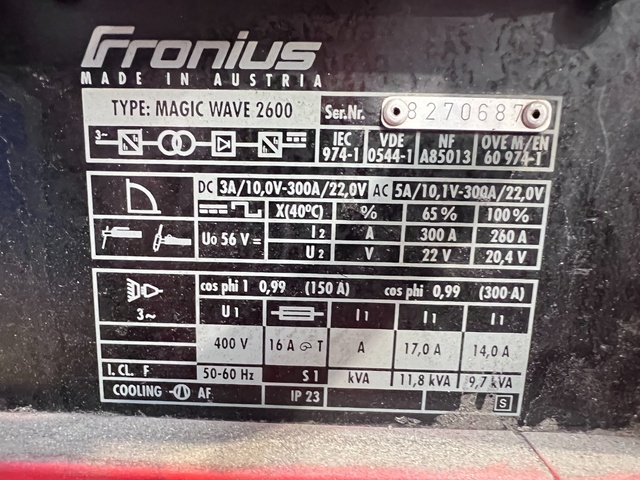 Fronius
MADE IN AUSTRIA
TYPE: MAGIC WAVE 2600 Ser.Nr. 8270687
3~ IEC 974-1 VDE 0544-1 NF A85013 OVE M/EN 60 974-1
DC 3A/10,0V-300A/22,0V AC 5A/10,1V-300A/22,0V
X(40°C) % 65% 100%
U0 56 V= I2 A 300 A 260 A
U2 V 22 V 20,4 V
cos phi 1 0,99 (150 A) cos phi 0,99 (300 A)
3~ U1 I1 I1 I1
400 V 16 A T A 17,0 A 14,0 A
I. CL. F 50-60 Hz S1 kVA 11,8 kVA 9,7 kVA
COOLING AF IP 23 S